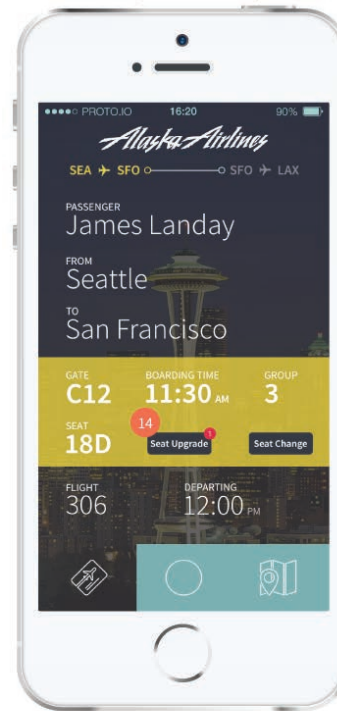 PROTO.IO 16:20 90%
Alaska Airlines
SEA SFO SFO LAX
PASSENGER
James Landay
FROM
Seattle
TO
San Francisco
GATE BOARDING TIME GROUP
C12 11:30 AM 3
SEAT 14
18D Seat Upgrade 1 Seat Change
FLIGHT DEPARTING
306 12:00 PM